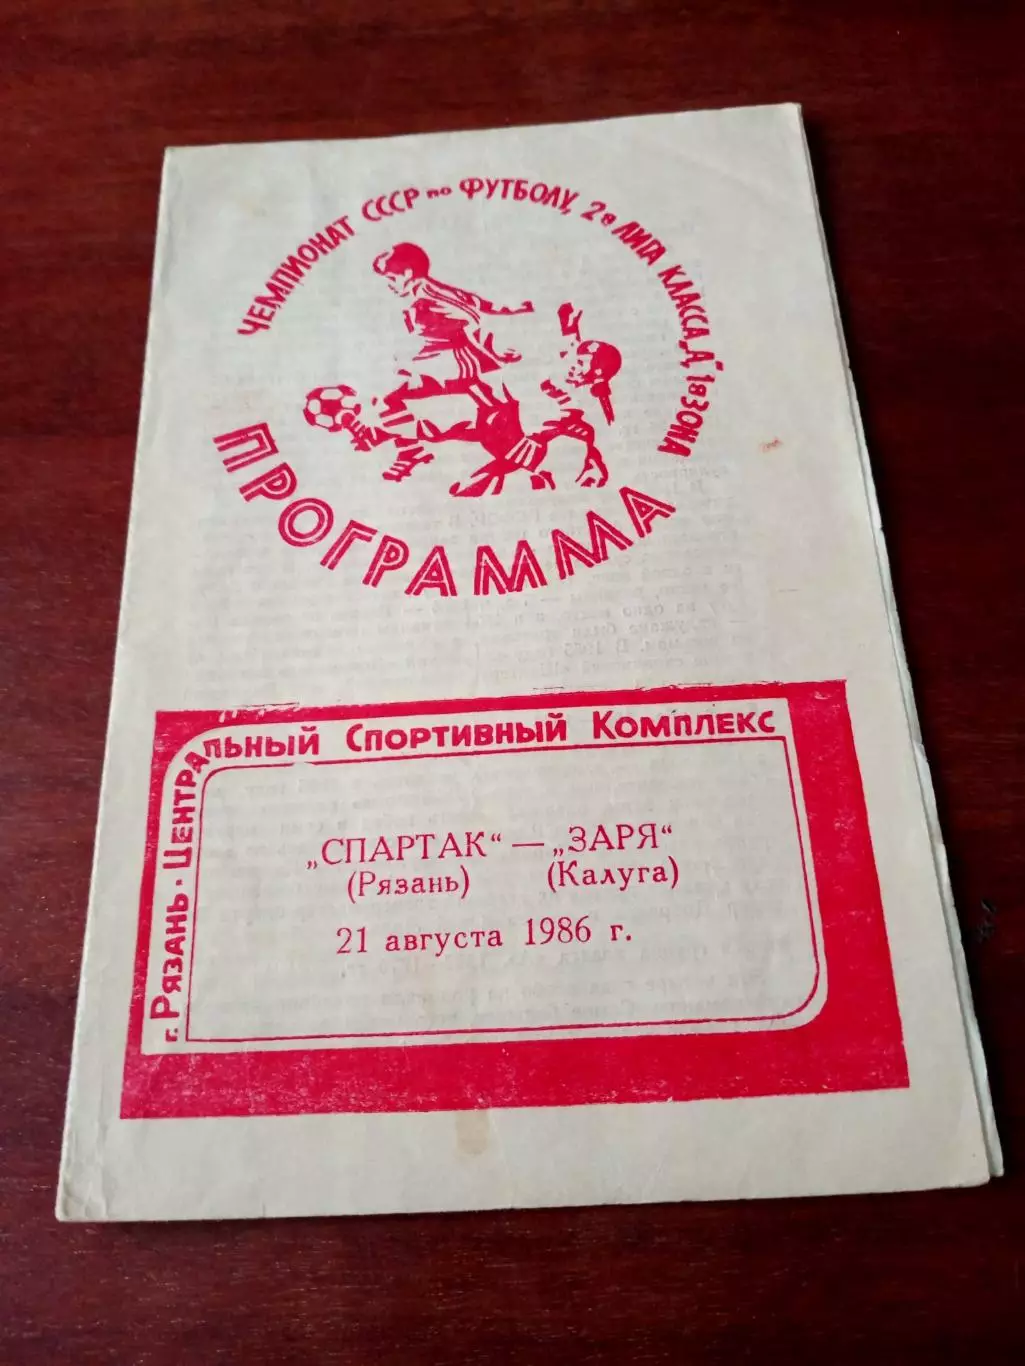 ЧЕМПИОНАТ СССР по ФУТБОЛУ, 2я ЛИГА КЛАССА „А“ 1я ЗОНА
ПРОГРАММА
г. Рязань · Центральный Спортивный Комплекс
„СПАРТАК“ — „ЗАРЯ“
(Рязань) (Калуга)
21 августа 1986 г.